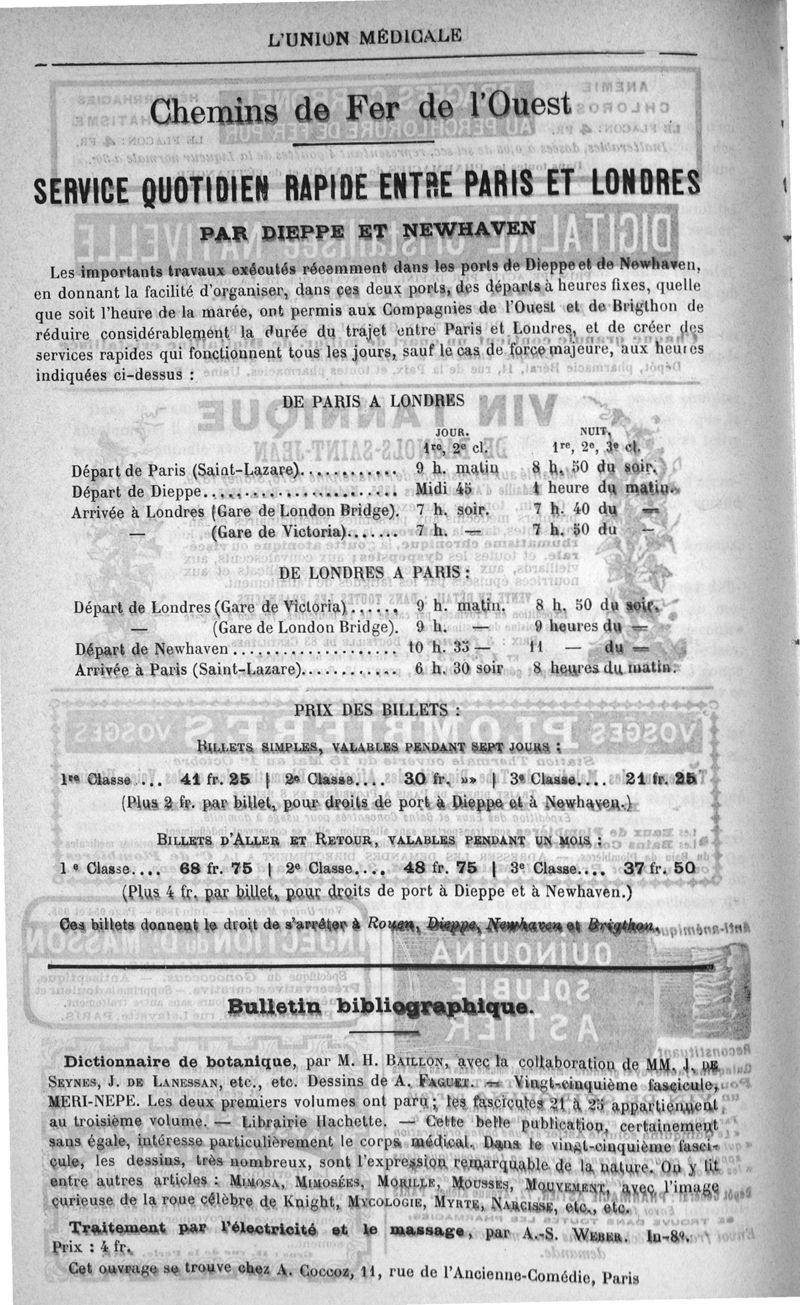 L'UNION MÉDICALE
Chemins de Fer de l'Ouest
SERVICE QUOTIDIEN RAPIDE ENTRE PARIS ET LONDRES
PAR DIEPPE ET NEWHAVEN
Les importants travaux exécutés récemment dans les ports de Dieppe et de Newhaven,
en donnant la facilité d'organiser, dans ces deux ports, des départs à heures fixes, quelle
que soit l'heure de la marée, ont permis aux Compagnies de l'Ouest et de Brigthon de
réduire considérablement la durée du trajet entre Paris et Londres, et de créer des
services rapides qui fonctionnent tous les jours, sauf le cas de force majeure, aux heures
indiquées ci-dessus :
DE PARIS A LONDRES
JOUR. NUIT.
1re, 2e cl. 1re, 2e, 3e cl.
Départ de Paris (Saint-Lazare)............ 9 h. matin 8 h. 50 du soir.
Départ de Dieppe........................ Midi 45 1 heure du matin.
Arrivée à Londres (Gare de London Bridge). 7 h. soir. 7 h. 40 du —
— (Gare de Victoria)....... 7 h. — 7 h. 50 du —
DE LONDRES A PARIS :
Départ de Londres (Gare de Victoria)...... 9 h. matin. 8 h. 50 du soir.
— (Gare de London Bridge). 9 h. — 9 heures du —
Départ de Newhaven.................... 10 h. 35 — 11 — du —
Arrivée à Paris (Saint-Lazare)............ 6 h. 30 soir 8 heures du matin.
PRIX DES BILLETS :
BILLETS SIMPLES, VALABLES PENDANT SEPT JOURS :
1re Classe.... 41 fr. 25 | 2e Classe.... 30 fr. »» | 3e Classe.... 21 fr. 25
(Plus 2 fr. par billet, pour droits de port à Dieppe et à Newhaven.)
BILLETS D'ALLER ET RETOUR, VALABLES PENDANT UN MOIS :
1 e Classe.... 68 fr. 75 | 2e Classe.... 48 fr. 75 | 3e Classe.... 37 fr. 50
(Plus 4 fr. par billet, pour droits de port à Dieppe et à Newhaven.)
Ces billets donnent le droit de s'arrêter à Rouen, Dieppe, Newhaven et Brigthon.
Bulletin bibliographique.
Dictionnaire de botanique, par M. H. BAILLON, avec la collaboration de MM. J. DE
SEYNES, J. DE LANESSAN, etc., etc. Dessins de A. FAGUET. — Vingt-cinquième fascicule,
MERI-NEPE. Les deux premiers volumes ont paru ; les fascicules 21 à 25 appartiennent
au troisième volume. — Librairie Hachette. — Cette belle publication, certainement
sans égale, intéresse particulièrement le corps médical. Dans le vingt-cinquième fasci-
cule, les dessins, très nombreux, sont l'expression remarquable de la nature. On y lit
entre autres articles : MIMOSA, MIMOSÉES, MORILLE, MOUSSES, MOUVEMENT, avec l'image
curieuse de la roue célèbre de Knight, MYCOLOGIE, MYRTE, NARCISSE, etc., etc.
Traitement par l'électricité et le massage, par A.-S. WEBER. In-8o.
Prix : 4 fr.
Cet ouvrage se trouve chez A. COCCOZ, 11, rue de l'Ancienne-Comédie, Paris